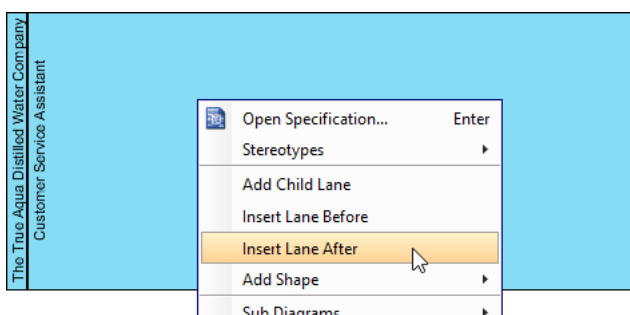 The True Aqua Distilled Water Company
Customer Service Assistant
Open Specification... Enter
Stereotypes
Add Child Lane
Insert Lane Before
Insert Lane After
Add Shape
Sub Diagrams